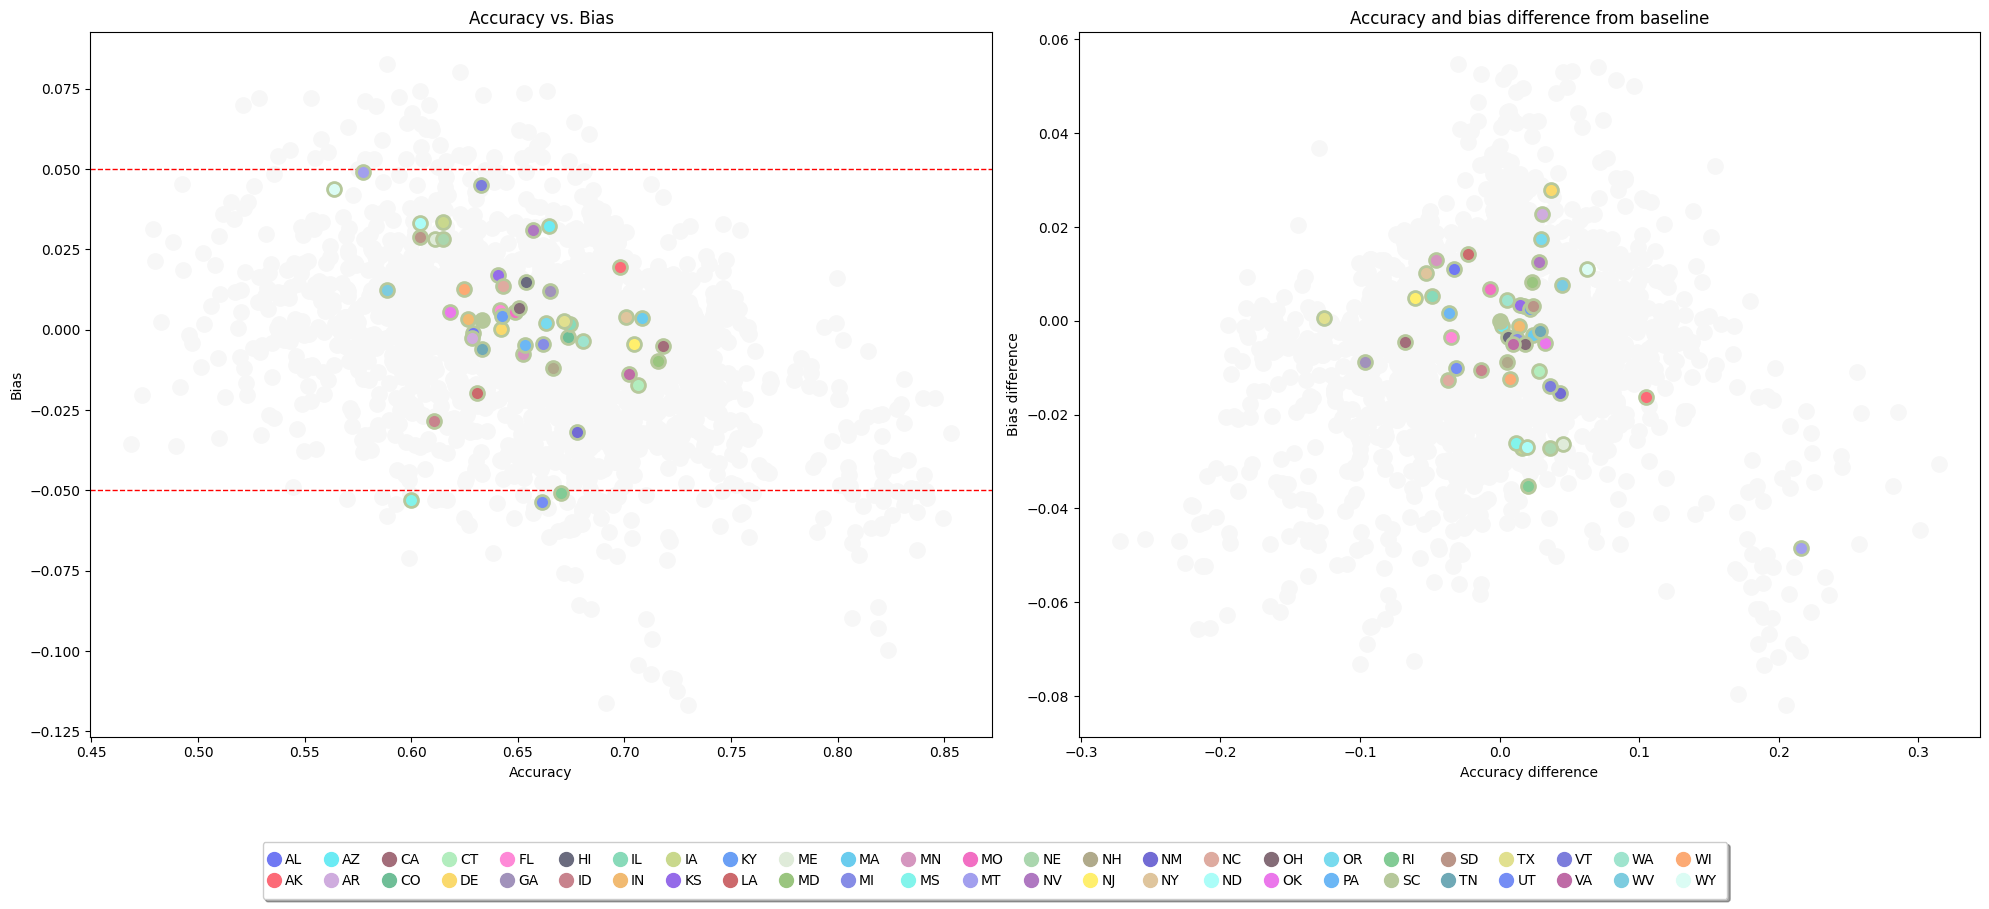 Accuracy vs. Bias
Accuracy and bias difference from baseline
0.075
0.050
0.025
0.000
−0.025
−0.050
−0.075
−0.100
−0.125
Bias
0.45 0.50 0.55 0.60 0.65 0.70 0.75 0.80 0.85
Accuracy
0.06
0.04
0.02
0.00
−0.02
−0.04
−0.06
−0.08
Bias difference
−0.3 −0.2 −0.1 0.0 0.1 0.2 0.3
Accuracy difference
AL AZ CA CT FL HI IL IA KY ME MA MN MO NE NH NM NC OH OR RI SD TX VT WA WI
AK AR CO DE GA ID IN KS LA MD MI MS MT NV NJ NY ND OK PA SC TN UT VA WV WY